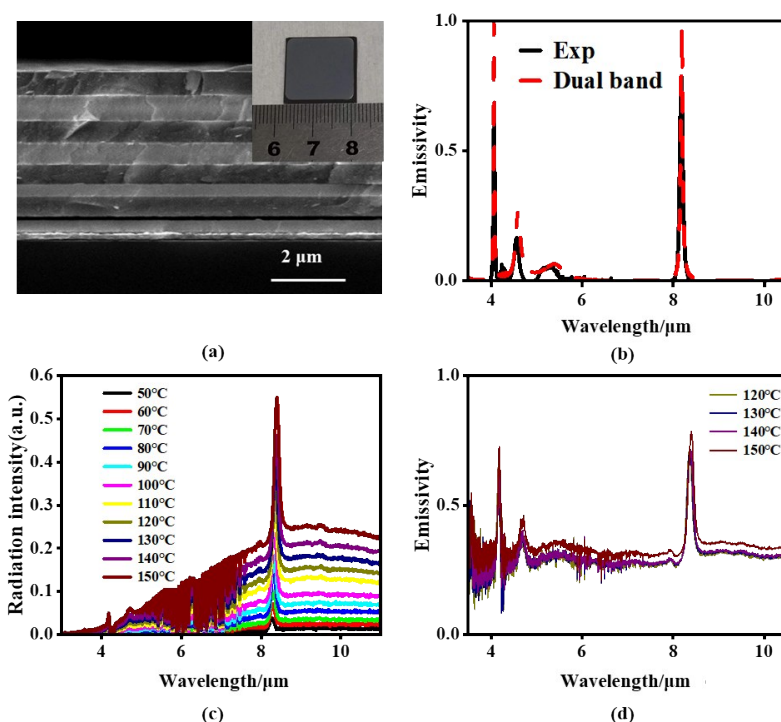 6 7 8
2 μm
(a)
Emissivity
1.0
0.5
0.0
Exp
Dual band
4 6 8 10
Wavelength/μm
(b)
Radiation intensity(a.u.)
0.6
0.5
0.4
0.3
0.2
0.1
0.0
50°C
60°C
70°C
80°C
90°C
100°C
110°C
120°C
130°C
140°C
150°C
4 6 8 10
Wavelength/μm
(c)
Emissivity
1.0
0.5
0.0
120°C
130°C
140°C
150°C
4 6 8 10
Wavelength/μm
(d)